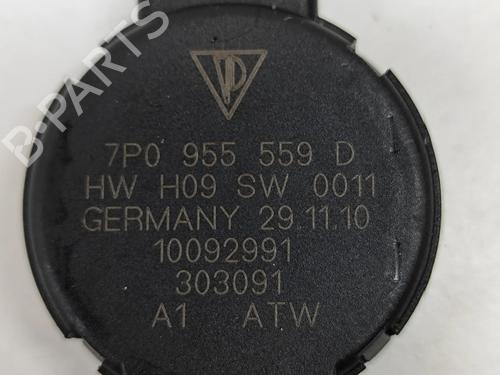 B-PARTS
7P0 955 559 D
HW H09 SW 0011
GERMANY 29.11.10
10092991
303091
A1 ATW